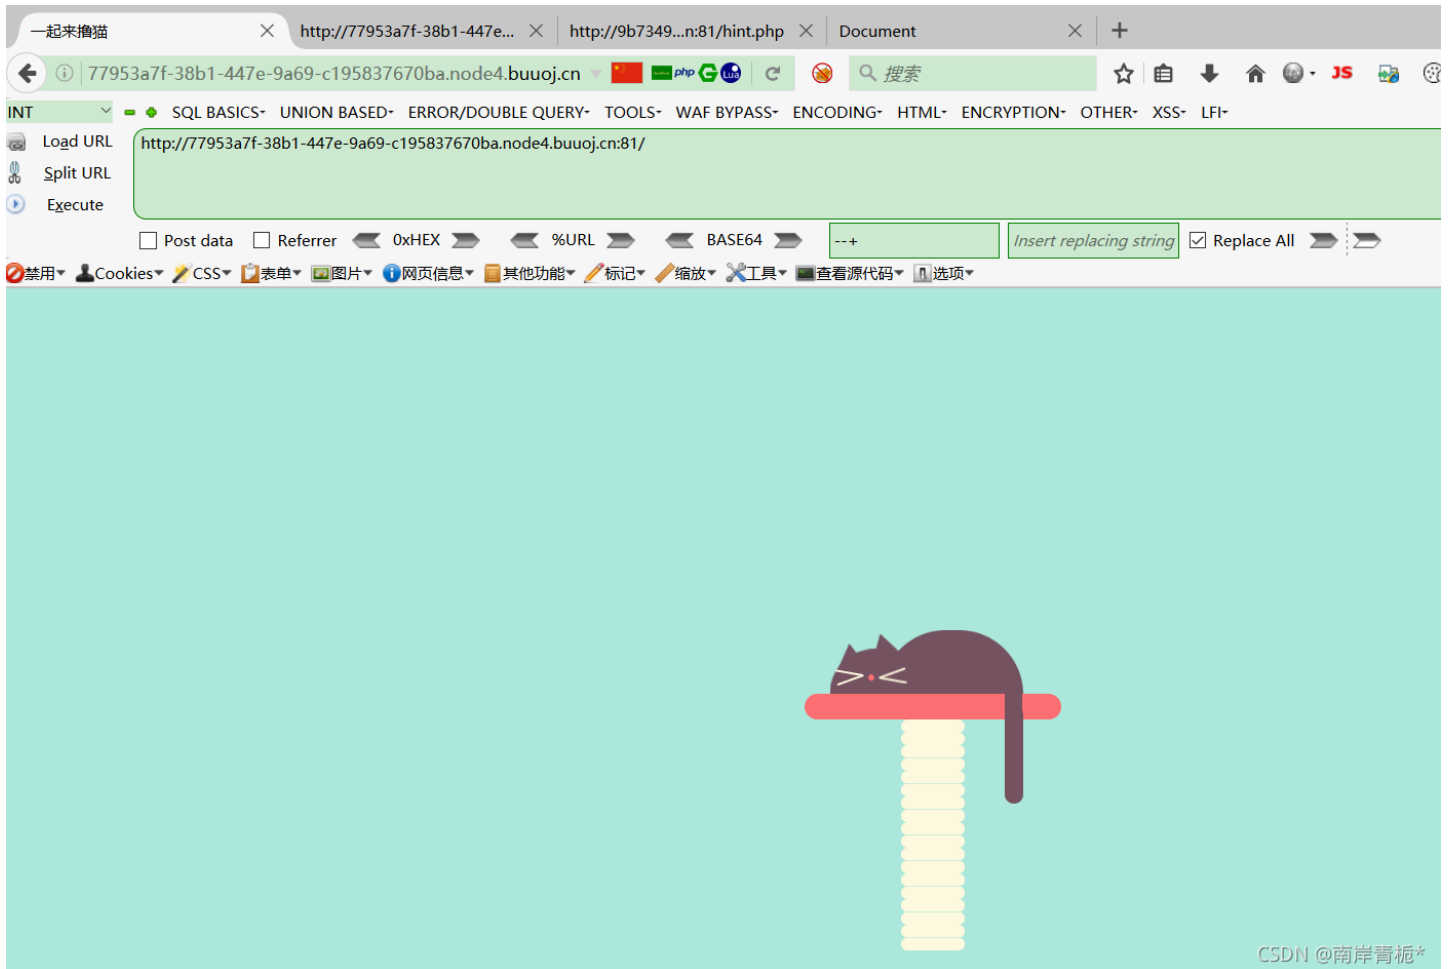 一起来撸猫
http://77953a7f-38b1-447e...
http://9b7349...n:81/hint.php
Document
77953a7f-38b1-447e-9a69-c195837670ba.node4.buuoj.cn
php
Lua
搜索
JS
INT
SQL BASICS
UNION BASED
ERROR/DOUBLE QUERY
TOOLS
WAF BYPASS
ENCODING
HTML
ENCRYPTION
OTHER
XSS
LFI
Load URL
http://77953a7f-38b1-447e-9a69-c195837670ba.node4.buuoj.cn:81/
Split URL
Execute
Post data
Referrer
0xHEX
%URL
BASE64
--+
Insert replacing string
Replace All
禁用
Cookies
CSS
表单
图片
网页信息
其他功能
标记
缩放
工具
查看源代码
选项
CSDN @南岸青栀*